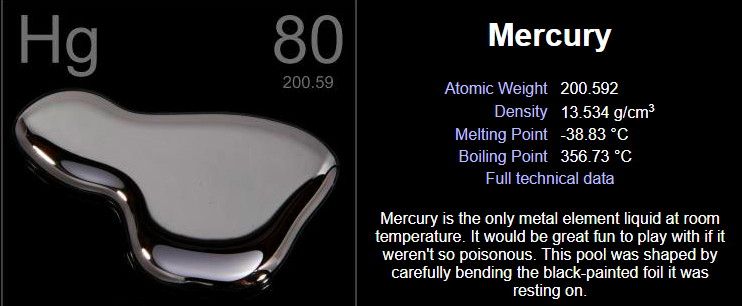 Hg 80
200.59
Mercury
Atomic Weight 200.592
Density 13.534 g/cm³
Melting Point -38.83 °C
Boiling Point 356.73 °C
Full technical data
Mercury is the only metal element liquid at room
temperature. It would be great fun to play with if it
weren't so poisonous. This pool was shaped by
carefully bending the black-painted foil it was
resting on.